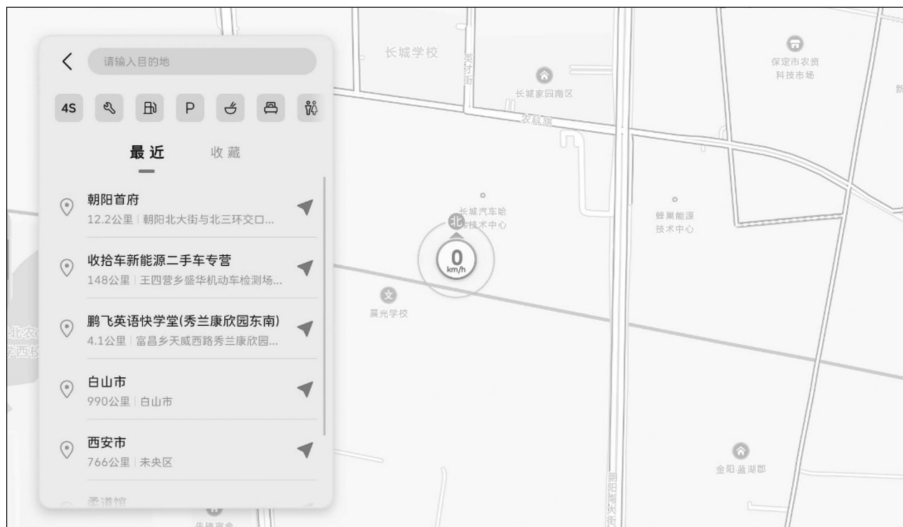 请输入目的地
4S
P
最近
收藏
朝阳首府
12.2公里 朝阳北大街与北三环交口...
收拾车新能源二手车专营
148公里 王四营乡盛华机动车检测场...
鹏飞英语快学堂(秀兰康欣园东南)
4.1公里 富昌乡天威西路秀兰康欣园...
白山市
990公里 白山市
西安市
766公里 未央区
柔道馆
长城学校
长城家园南区
保定市农资
科技市场
长城汽车哈
技术中心
北
0
km/h
蜂巢能源
技术中心
文
晨光学校